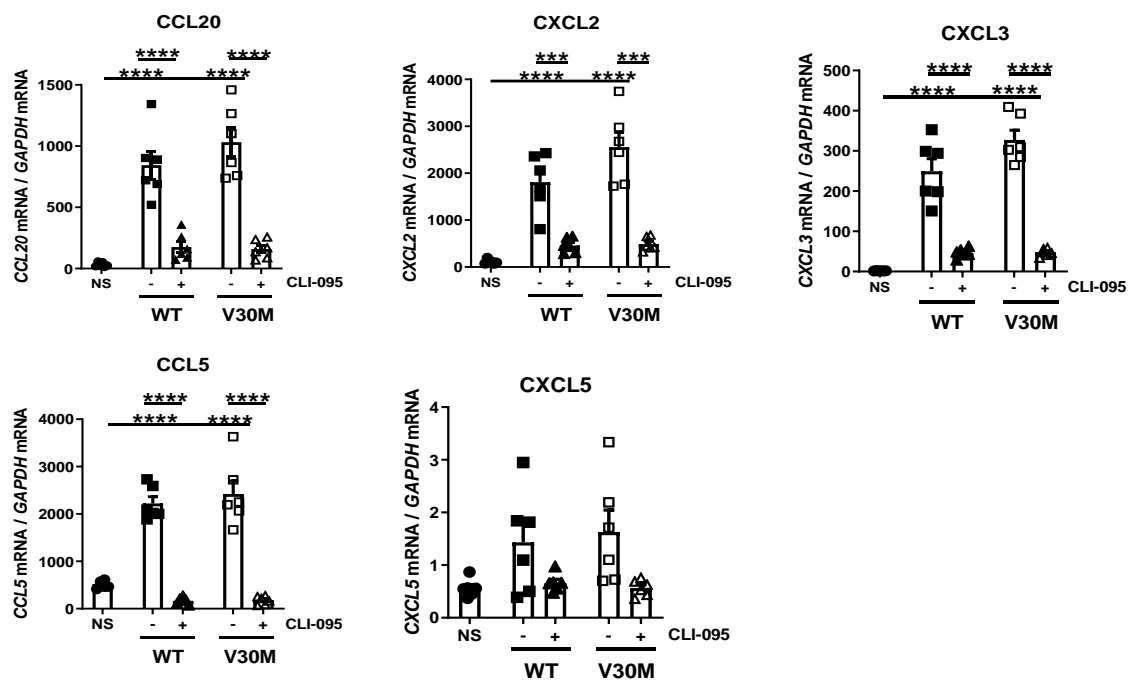 CCL20
****
****
****
****
CCL20 mRNA / GAPDH mRNA
1500
1000
500
0
NS
-
+
-
+
CLI-095
WT
V30M
CXCL2
***
***
****
****
CXCL2 mRNA / GAPDH mRNA
4000
3000
2000
1000
0
NS
-
+
-
+
CLI-095
WT
V30M
CXCL3
****
****
****
****
CXCL3 mRNA / GAPDH mRNA
500
400
300
200
100
0
NS
-
+
-
+
CLI-095
WT
V30M
CCL5
****
****
****
****
CCL5 mRNA / GAPDH mRNA
4000
3000
2000
1000
0
NS
-
+
-
+
CLI-095
WT
V30M
CXCL5
CXCL5 mRNA / GAPDH mRNA
4
3
2
1
0
NS
-
+
-
+
CLI-095
WT
V30M